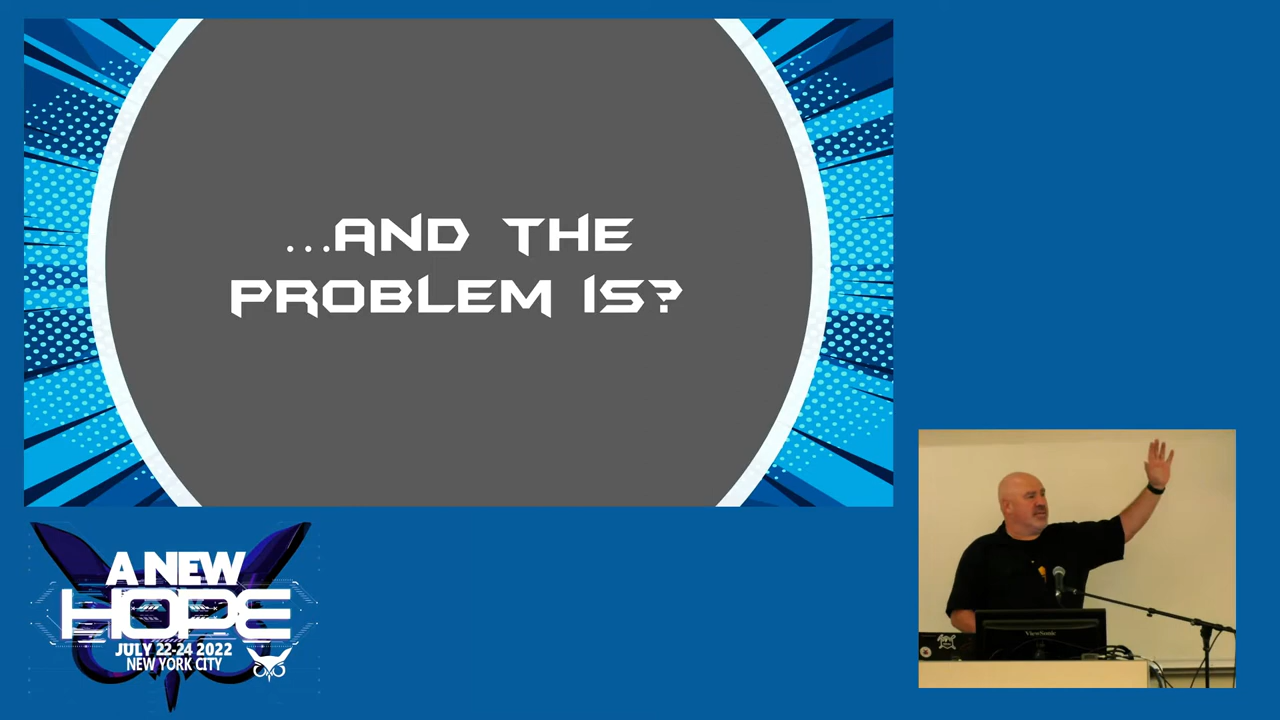 …AND THE
PROBLEM IS?
A NEW
HOPE
JULY 22-24 2022
NEW YORK CITY
ViewSonic